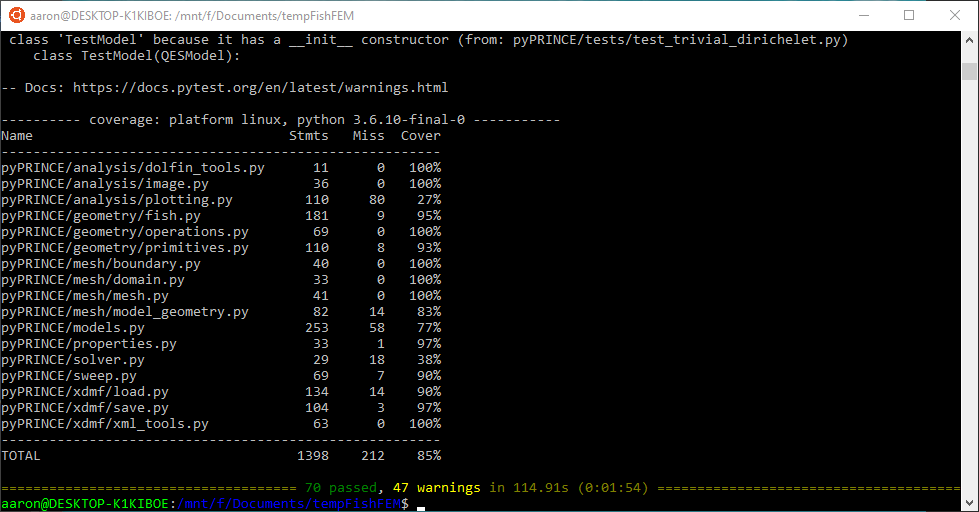 aaron@DESKTOP-K1KIBOE: /mnt/f/Documents/tempFishFEM
class 'TestModel' because it has a __init__ constructor (from: pyPRINCE/tests/test_trivial_dirichelet.py)
    class TestModel(QESModel):
-- Docs: https://docs.pytest.org/en/latest/warnings.html
---------- coverage: platform linux, python 3.6.10-final-0 -----------
Name                               Stmts   Miss  Cover
------------------------------------------------------
pyPRINCE/analysis/dolfin_tools.py     11      0   100%
pyPRINCE/analysis/image.py            36      0   100%
pyPRINCE/analysis/plotting.py        110     80    27%
pyPRINCE/geometry/fish.py            181      9    95%
pyPRINCE/geometry/operations.py       69      0   100%
pyPRINCE/geometry/primitives.py      110      8    93%
pyPRINCE/mesh/boundary.py             40      0   100%
pyPRINCE/mesh/domain.py               33      0   100%
pyPRINCE/mesh/mesh.py                 41      0   100%
pyPRINCE/mesh/model_geometry.py       82     14    83%
pyPRINCE/models.py                   253     58    77%
pyPRINCE/properties.py                33      1    97%
pyPRINCE/solver.py                    29     18    38%
pyPRINCE/sweep.py                     69      7    90%
pyPRINCE/xdmf/load.py                134     14    90%
pyPRINCE/xdmf/save.py                104      3    97%
pyPRINCE/xdmf/xml_tools.py            63      0   100%
------------------------------------------------------
TOTAL                               1398    212    85%
===================================== 70 passed, 47 warnings in 114.91s (0:01:54) ======================================
aaron@DESKTOP-K1KIBOE:/mnt/f/Documents/tempFishFEM$